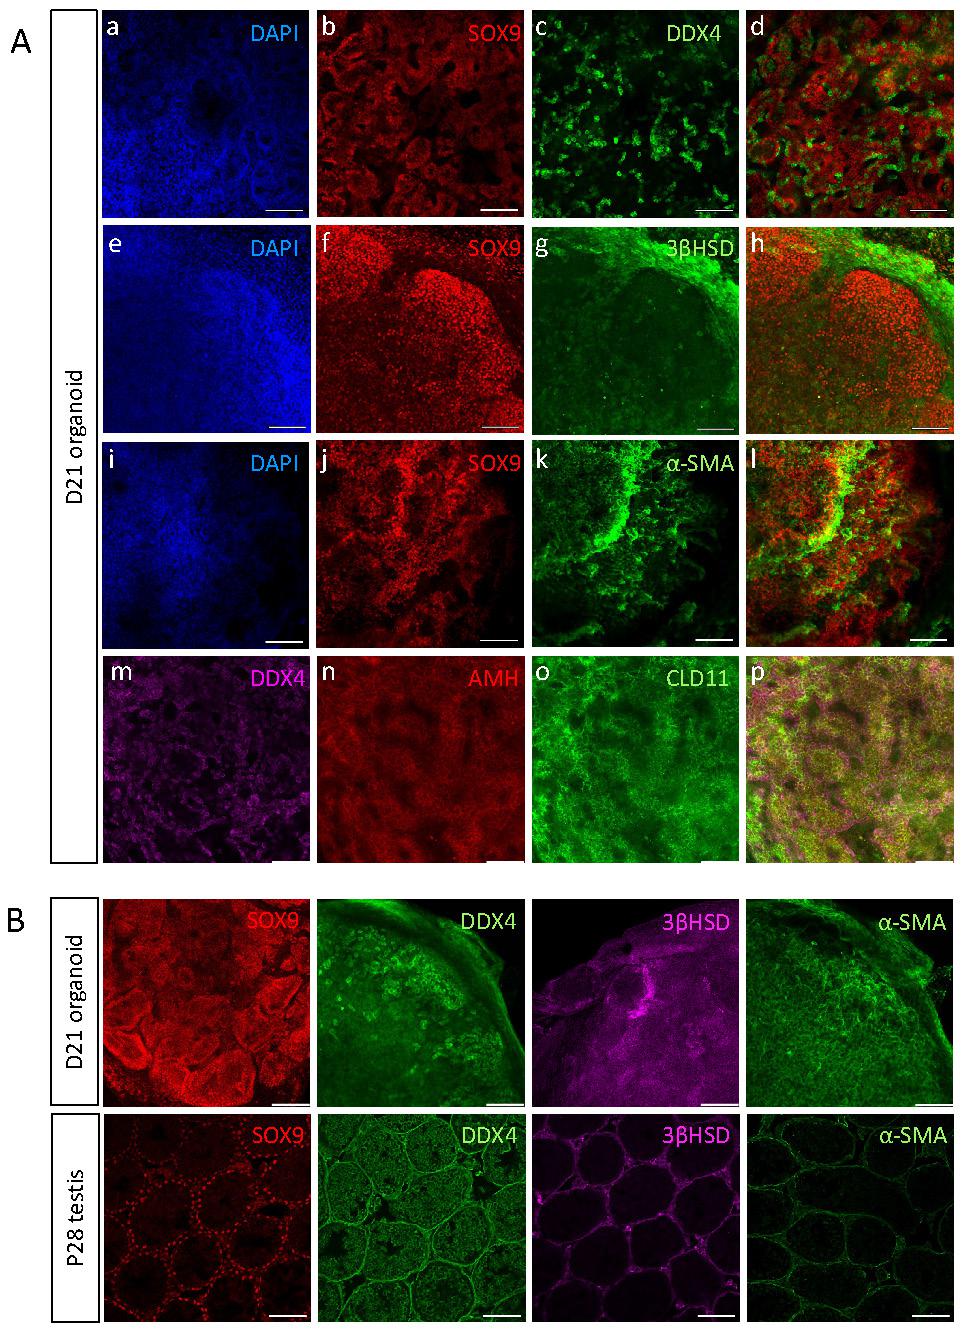 A
D21 organoid
a DAPI
b SOX9
c DDX4
d
e DAPI
f SOX9
g 3βHSD
h
i DAPI
j SOX9
k α-SMA
l
m DDX4
n AMH
o CLD11
p
B
D21 organoid
SOX9
DDX4
3βHSD
α-SMA
P28 testis
SOX9
DDX4
3βHSD
α-SMA